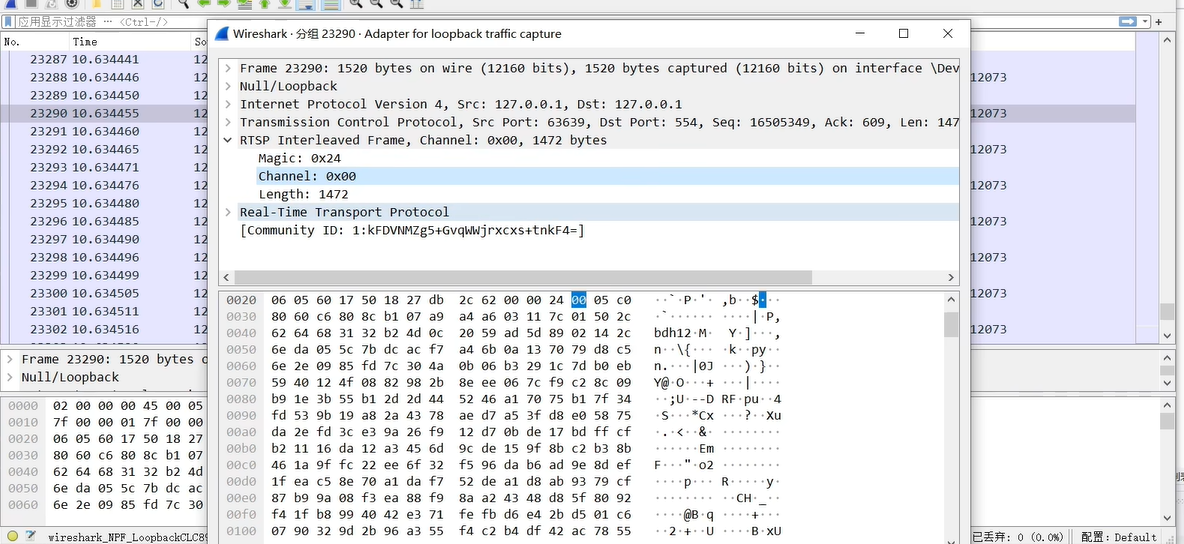 应用显示过滤器 … <Ctrl-/>
No. Time So
23287 10.634441 12
23288 10.634446 12 12073
23289 10.634450 12
23290 10.634455 12 12073
23291 10.634460 12
23292 10.634465 12 12073
23293 10.634471 12
23294 10.634476 12 12073
23295 10.634480 12
23296 10.634485 12 12073
23297 10.634490 12
23298 10.634496 12 12073
23299 10.634499 12
23300 10.634505 12 12073
23301 10.634511 12
23302 10.634516 12 12073
Frame 23290: 1520 bytes o
Null/Loopback
0000 02 00 00 00 45 00 05
0010 7f 00 00 01 7f 00 00
0020 06 05 60 17 50 18 27
0030 80 60 c6 80 8c b1 07
0040 62 64 68 31 32 b2 4d
0050 6e da 05 5c 7b dc ac
0060 6e 2e 09 85 fd 7c 30
wireshark_NPF_LoopbackCLC89
已丢弃: 0 (0.0%)
配置: Default
Wireshark · 分组 23290 · Adapter for loopback traffic capture
Frame 23290: 1520 bytes on wire (12160 bits), 1520 bytes captured (12160 bits) on interface \Dev
Null/Loopback
Internet Protocol Version 4, Src: 127.0.0.1, Dst: 127.0.0.1
Transmission Control Protocol, Src Port: 63639, Dst Port: 554, Seq: 16505349, Ack: 609, Len: 147
RTSP Interleaved Frame, Channel: 0x00, 1472 bytes
Magic: 0x24
Channel: 0x00
Length: 1472
Real-Time Transport Protocol
[Community ID: 1:kFDVNMZg5+GvqWWjrxcxs+tnkF4=]
0020 06 05 60 17 50 18 27 db 2c 62 00 00 24 00 05 c0 ··`·P·'· ,b··$···
0030 80 60 c6 80 8c b1 07 a9 a4 a6 03 11 7c 01 50 2c ·`······ ····|·P,
0040 62 64 68 31 32 b2 4d 0c 20 59 ad 5d 89 02 14 2c bdh12·M· Y·]···,
0050 6e da 05 5c 7b dc ac f7 a4 6b 0a 13 70 79 d8 c5 n··\{··· ·k··py··
0060 6e 2e 09 85 fd 7c 30 4a 0b 06 b3 29 1c 7d b0 eb n.···|0J ···)·}··
0070 59 40 12 4f 08 82 98 2b 8e ee 06 7c f9 c2 8c 09 Y@·O···+ ···|····
0080 b9 1e 3b 55 b1 2d 2d 44 52 46 a1 70 75 b1 7f 34 ··;U·--D RF·pu··4
0090 fd 53 9b 19 a8 2a 43 78 ae d7 a5 3f d8 e0 58 75 ·S···*Cx ···?··Xu
00a0 da 2e fd 3c e3 9a 26 f9 12 d7 0b de 17 bd ff cf ·.·<··&· ········
00b0 b2 11 16 da 12 a3 45 6d 9c de 15 9f 8b c2 b3 8b ······Em ········
00c0 46 1a 9f fc 22 ee 6f 32 f5 96 da b6 ad 9e 8d ef F···"·o2 ········
00d0 1f ea c5 8e 70 a1 da f7 52 de a1 d8 ab 93 79 cf ····p··· R·····y·
00e0 87 b9 9a 08 f3 ea 88 f9 8a a2 43 48 d5 5f 80 92 ········ ··CH·_··
00f0 f4 1f b8 99 40 42 e3 71 fe fb d6 e4 2b d5 01 c6 ····@B·q ····+···
0100 07 90 32 9d 2b 96 a3 55 f4 c2 b4 df 42 ac 78 55 ··2·+··U ····B·xU